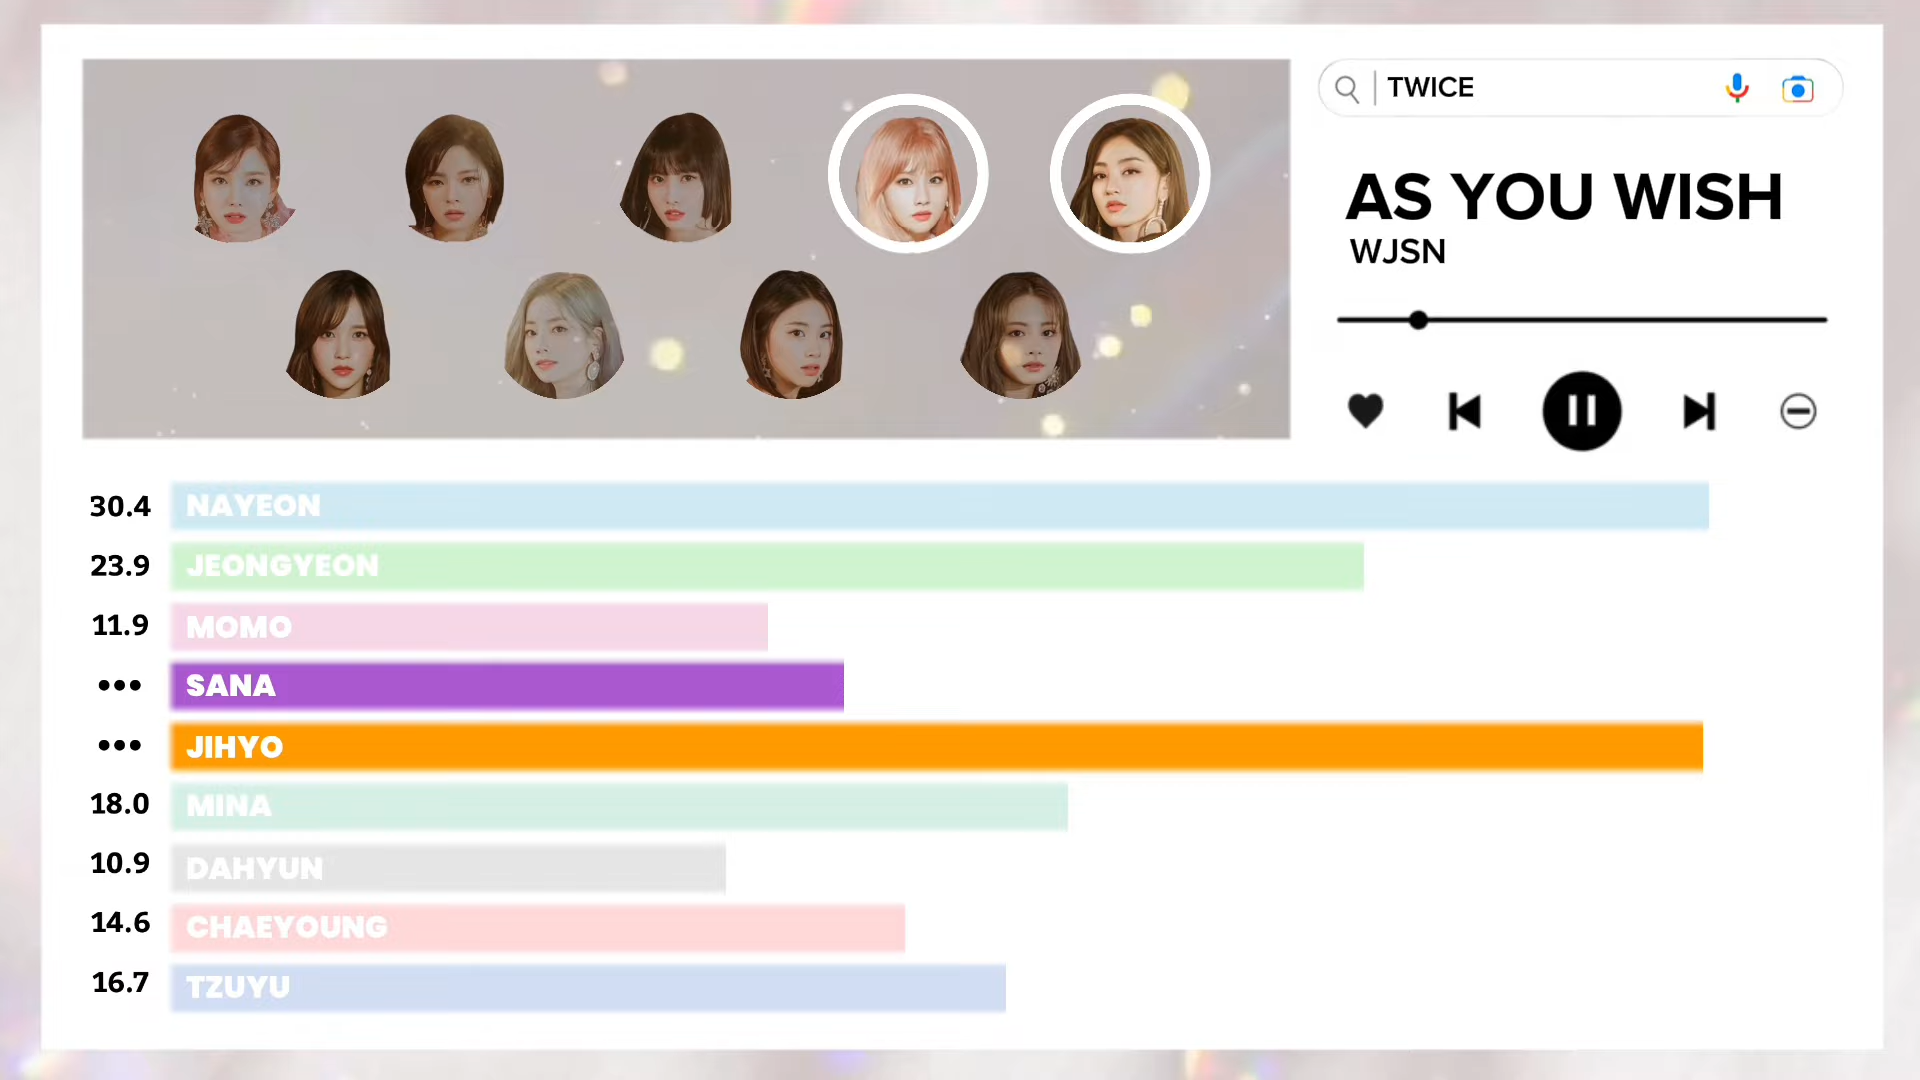 TWICE
AS YOU WISH
WJSN
30.4 NAYEON
23.9 JEONGYEON
11.9 MOMO
••• SANA
••• JIHYO
18.0 MINA
10.9 DAHYUN
14.6 CHAEYOUNG
16.7 TZUYU